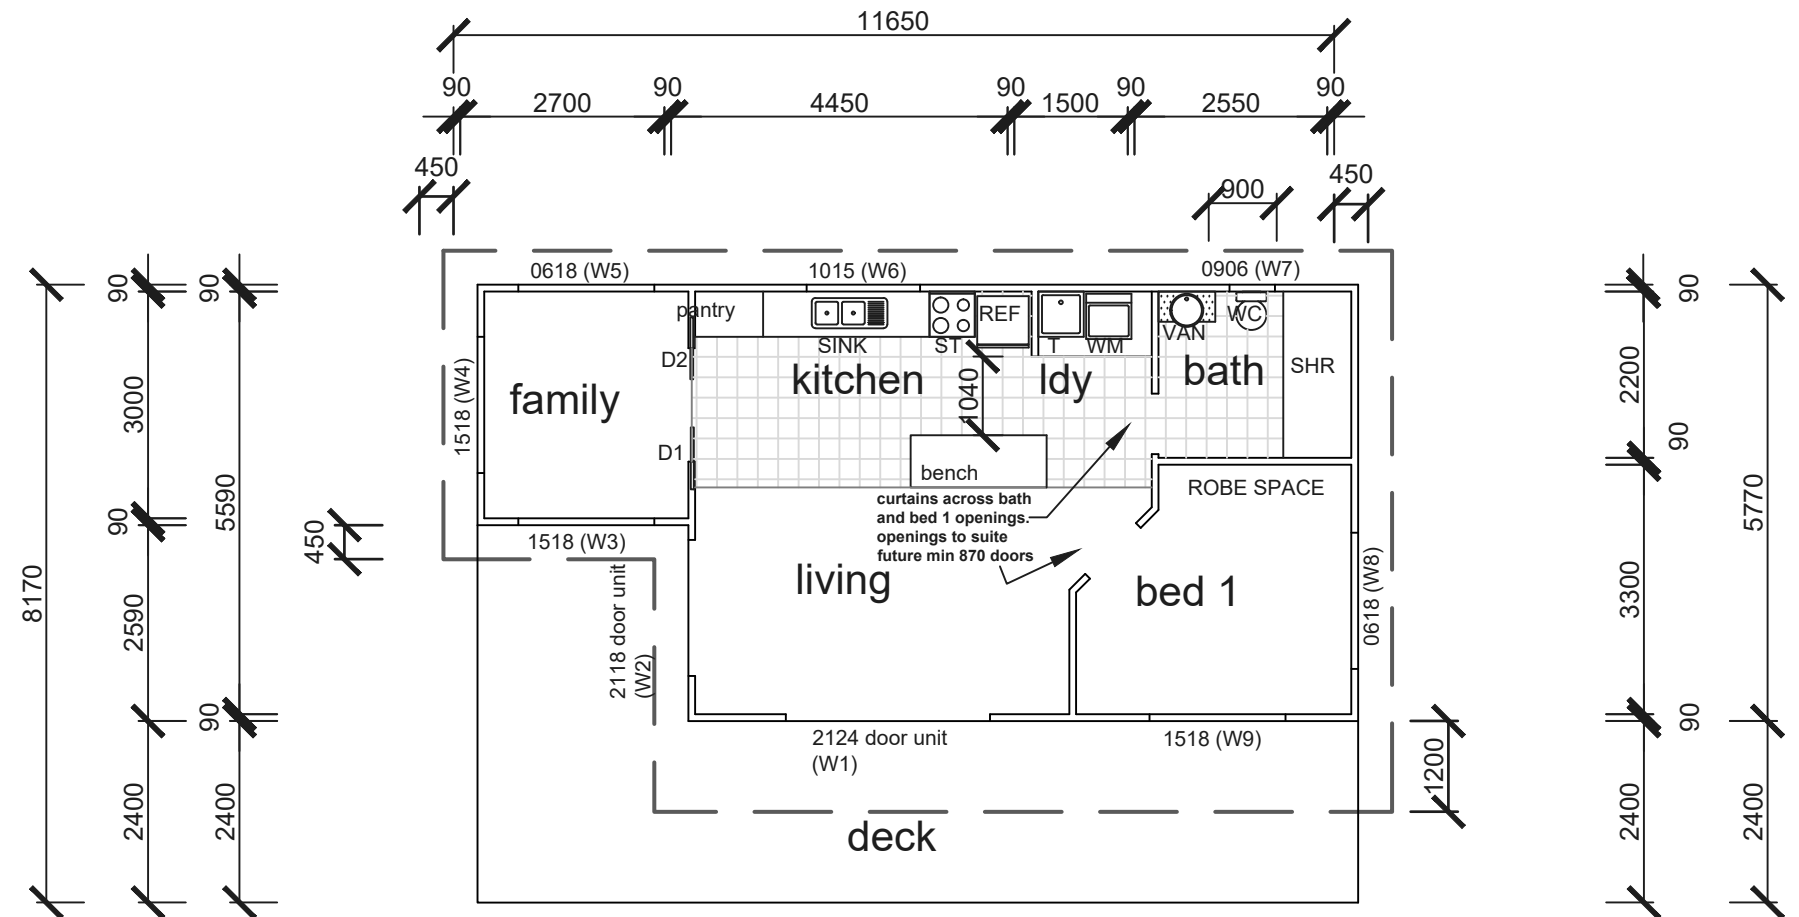 11650
90
90
90
90
90
2700
4450
1500
2550
450
900
450
0618 (W5)
1015 (W6)
0906 (W7)
90
90
90
pantry
REF
WC
SINK
ST
T
WM
VAN
D2
SHR
family
kitchen
ldy
bath
1040
1518 (W4)
3000
2200
90
D1
bench
ROBE SPACE
curtains across bath
and bed 1 openings.
openings to suite
future min 870 doors
5590
5770
90
450
1518 (W3)
living
bed 1
8170
2590
2118 door unit
(W2)
0618 (W8)
3300
90
90
2124 door unit
(W1)
1518 (W9)
1200
2400
2400
2400
2400
deck